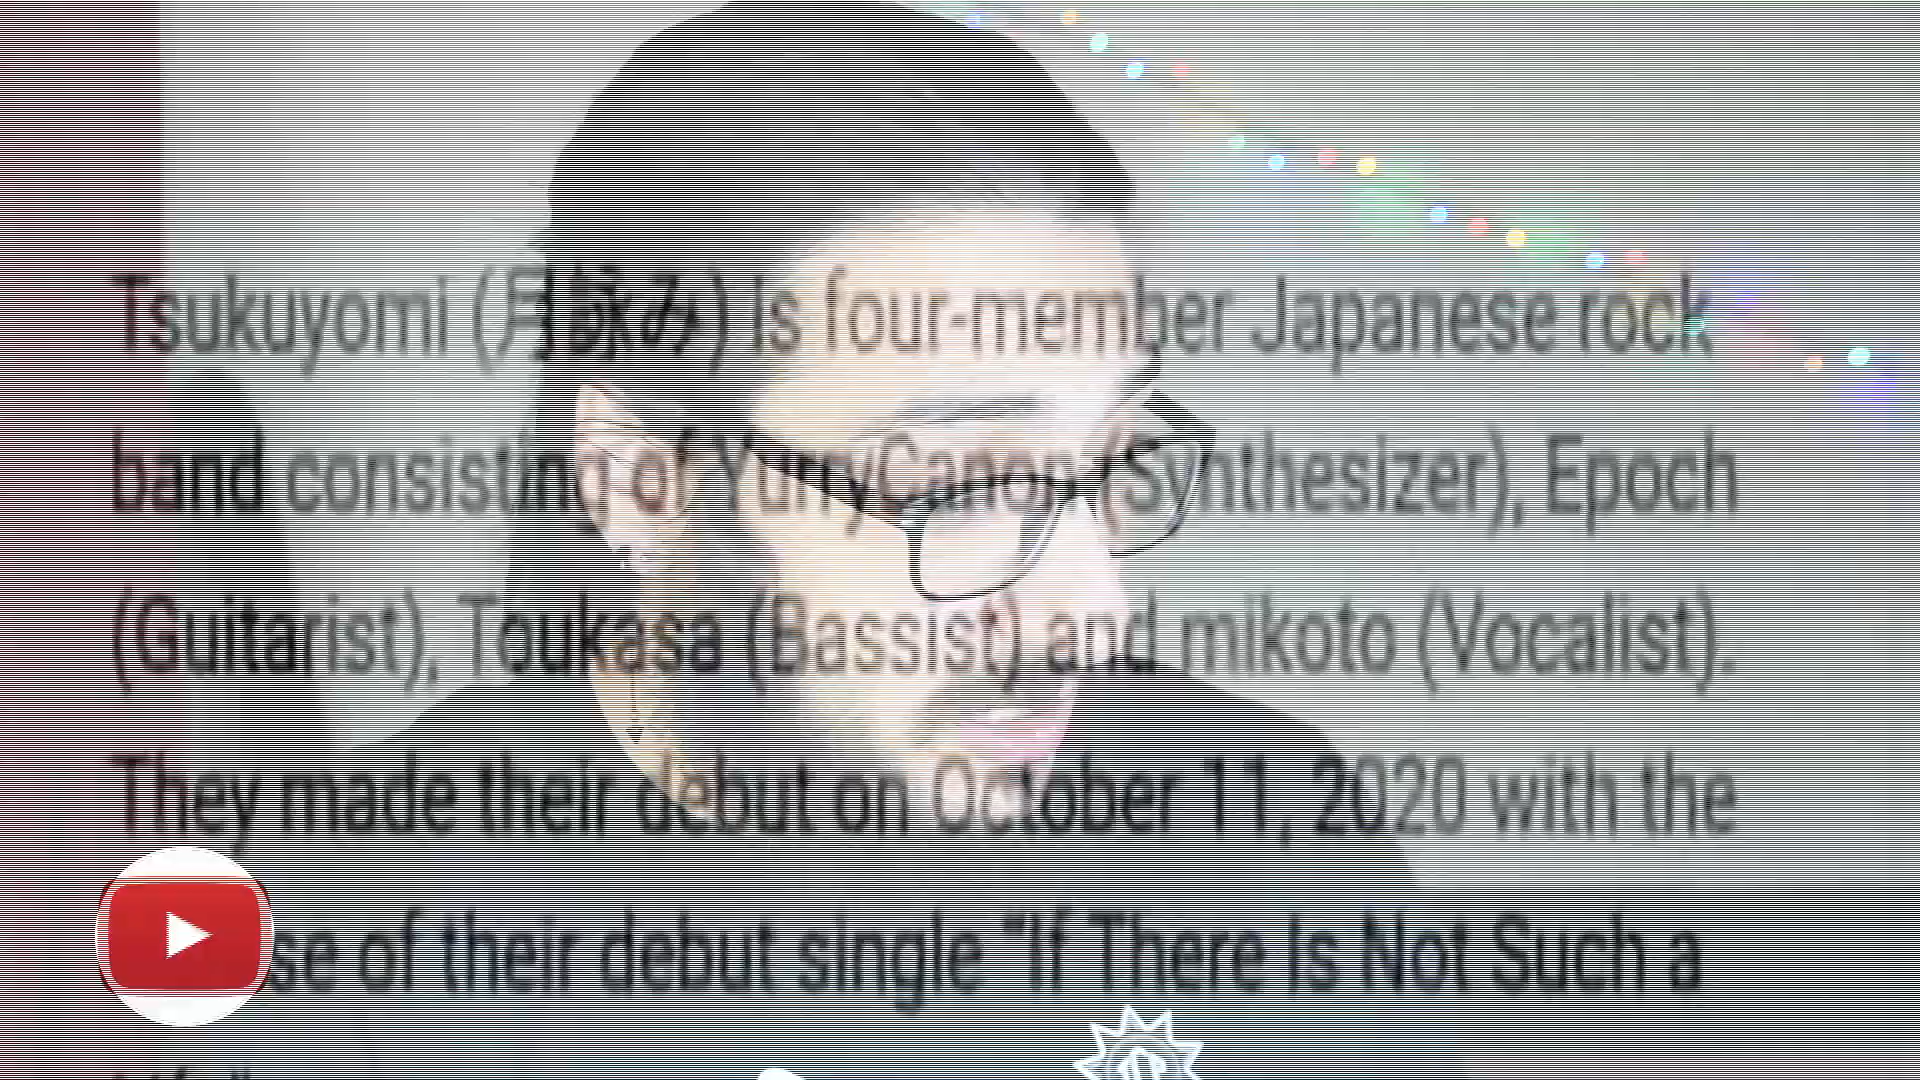 Tsukuyomi (月詠み) is four-member Japanese rock
band consisting of YurryCanon (Synthesizer), Epoch
(Guitarist), Toukasa (Bassist) and mikoto (Vocalist).
They made their debut on October 11, 2020 with the
of their debut single "If There Is Not Such a